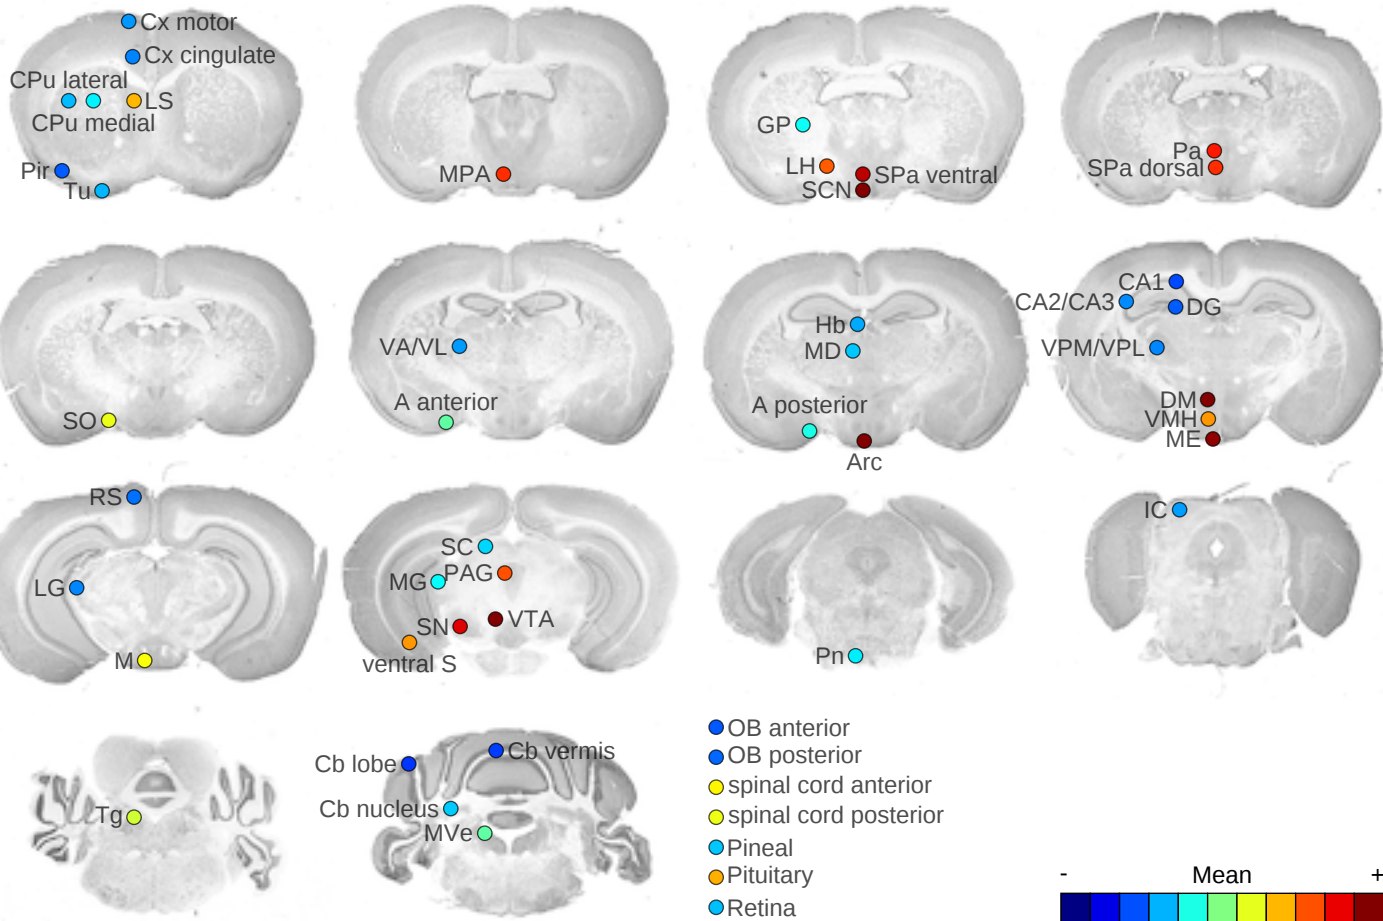 Cx motor
Cx cingulate
CPu lateral
LS
CPu medial
Pir
Tu
MPA
GP
LH
SPa ventral
SCN
Pa
SPa dorsal
SO
VA/VL
A anterior
Hb
MD
A posterior
Arc
CA1
CA2/CA3
DG
VPM/VPL
DM
VMH
ME
RS
LG
M
SC
MG
PAG
SN
VTA
ventral S
Pn
IC
Tg
Cb lobe
Cb vermis
Cb nucleus
MVe
OB anterior
OB posterior
spinal cord anterior
spinal cord posterior
Pineal
Pituitary
Retina
- Mean +